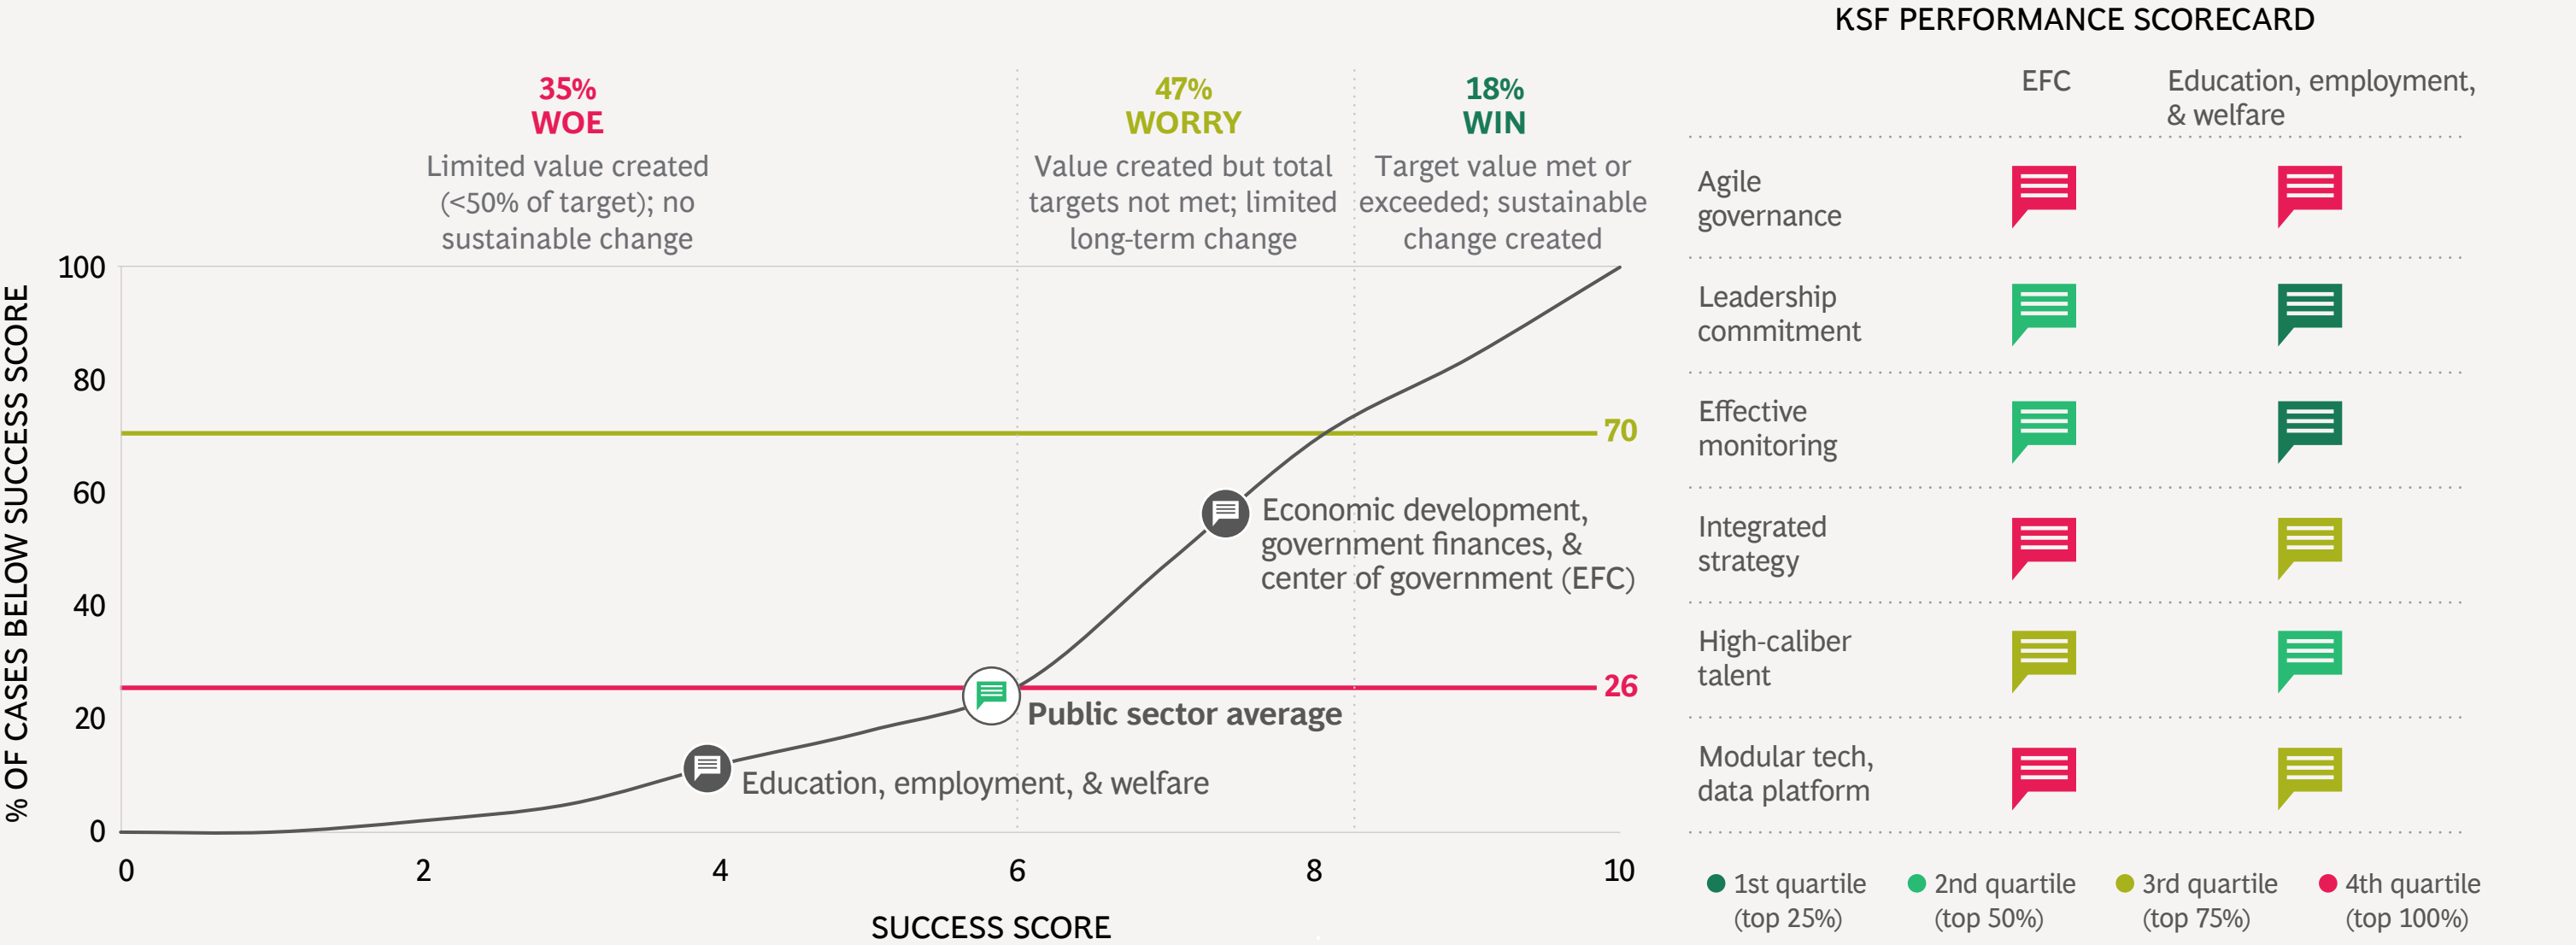 KSF PERFORMANCE SCORECARD
35%
WOE
Limited value created
(<50% of target); no
sustainable change
47%
WORRY
Value created but total
targets not met; limited
long-term change
18%
WIN
Target value met or
exceeded; sustainable
change created
% OF CASES BELOW SUCCESS SCORE
100
80
60
40
20
0
70
26
Economic development,
government finances, &
center of government (EFC)
Public sector average
Education, employment, & welfare
0 2 4 6 8 10
SUCCESS SCORE
EFC
Education, employment,
& welfare
Agile
governance
Leadership
commitment
Effective
monitoring
Integrated
strategy
High-caliber
talent
Modular tech,
data platform
1st quartile
(top 25%)
2nd quartile
(top 50%)
3rd quartile
(top 75%)
4th quartile
(top 100%)